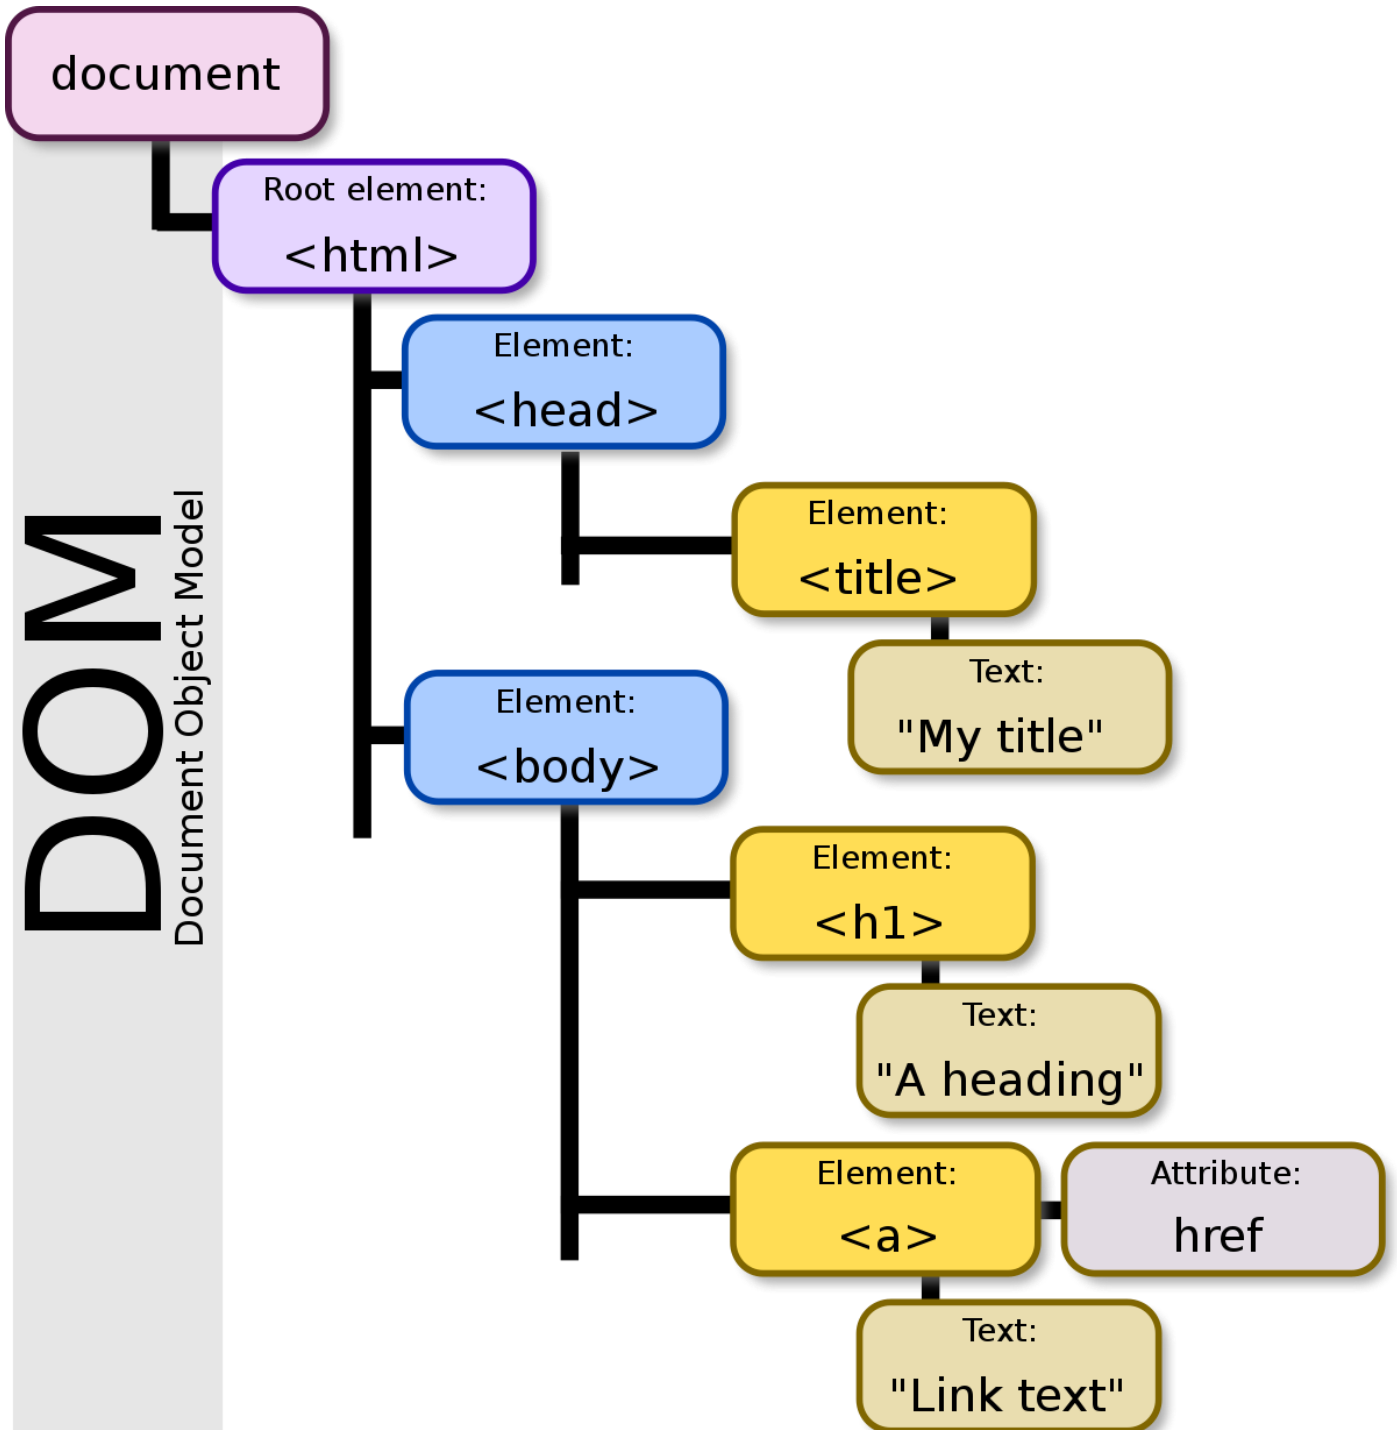 document
Root element:
<html>
Element:
<head>
Element:
<title>
Text:
"My title"
Element:
<body>
Element:
<h1>
Text:
"A heading"
Element:
<a>
Attribute:
href
Text:
"Link text"
DOM
Document Object Model